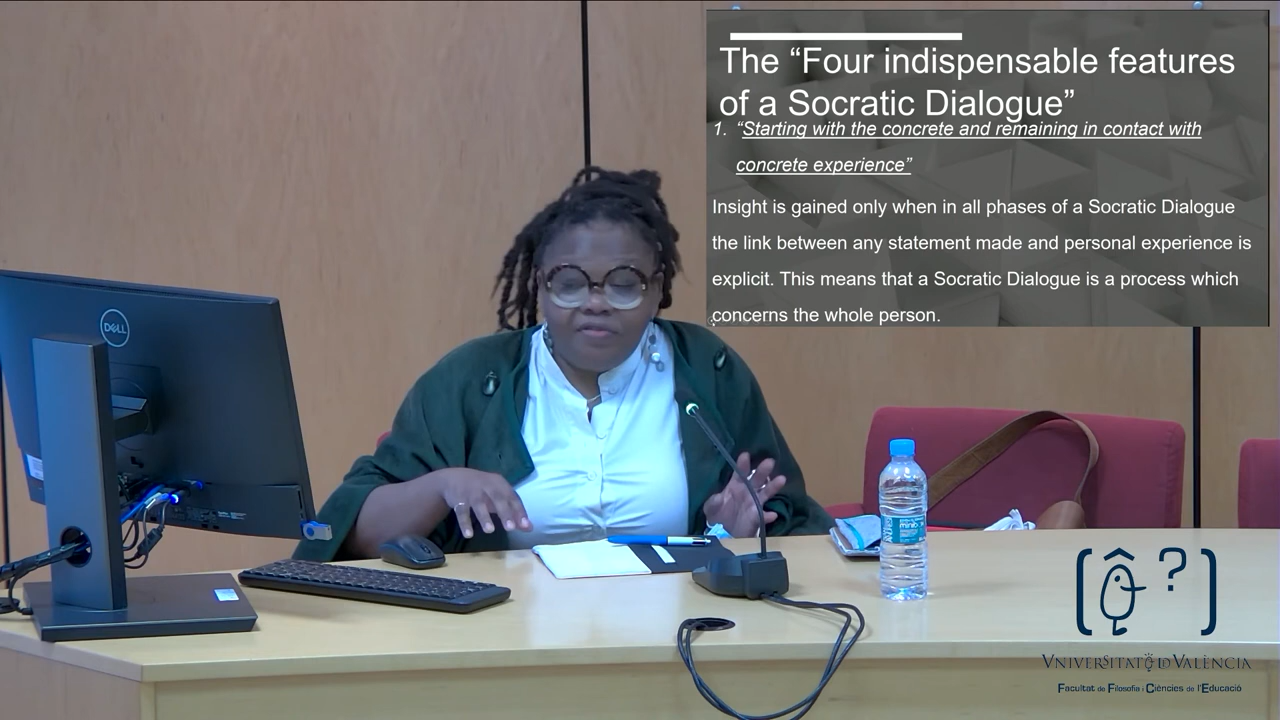 The “Four indispensable features
of a Socratic Dialogue”
1. “Starting with the concrete and remaining in contact with
concrete experience”
Insight is gained only when in all phases of a Socratic Dialogue
the link between any statement made and personal experience is
explicit. This means that a Socratic Dialogue is a process which
concerns the whole person.
DELL
?
VNIVERSITAT ID VALÈNCIA
Facultat de Filosofia i Ciències de l'Educació